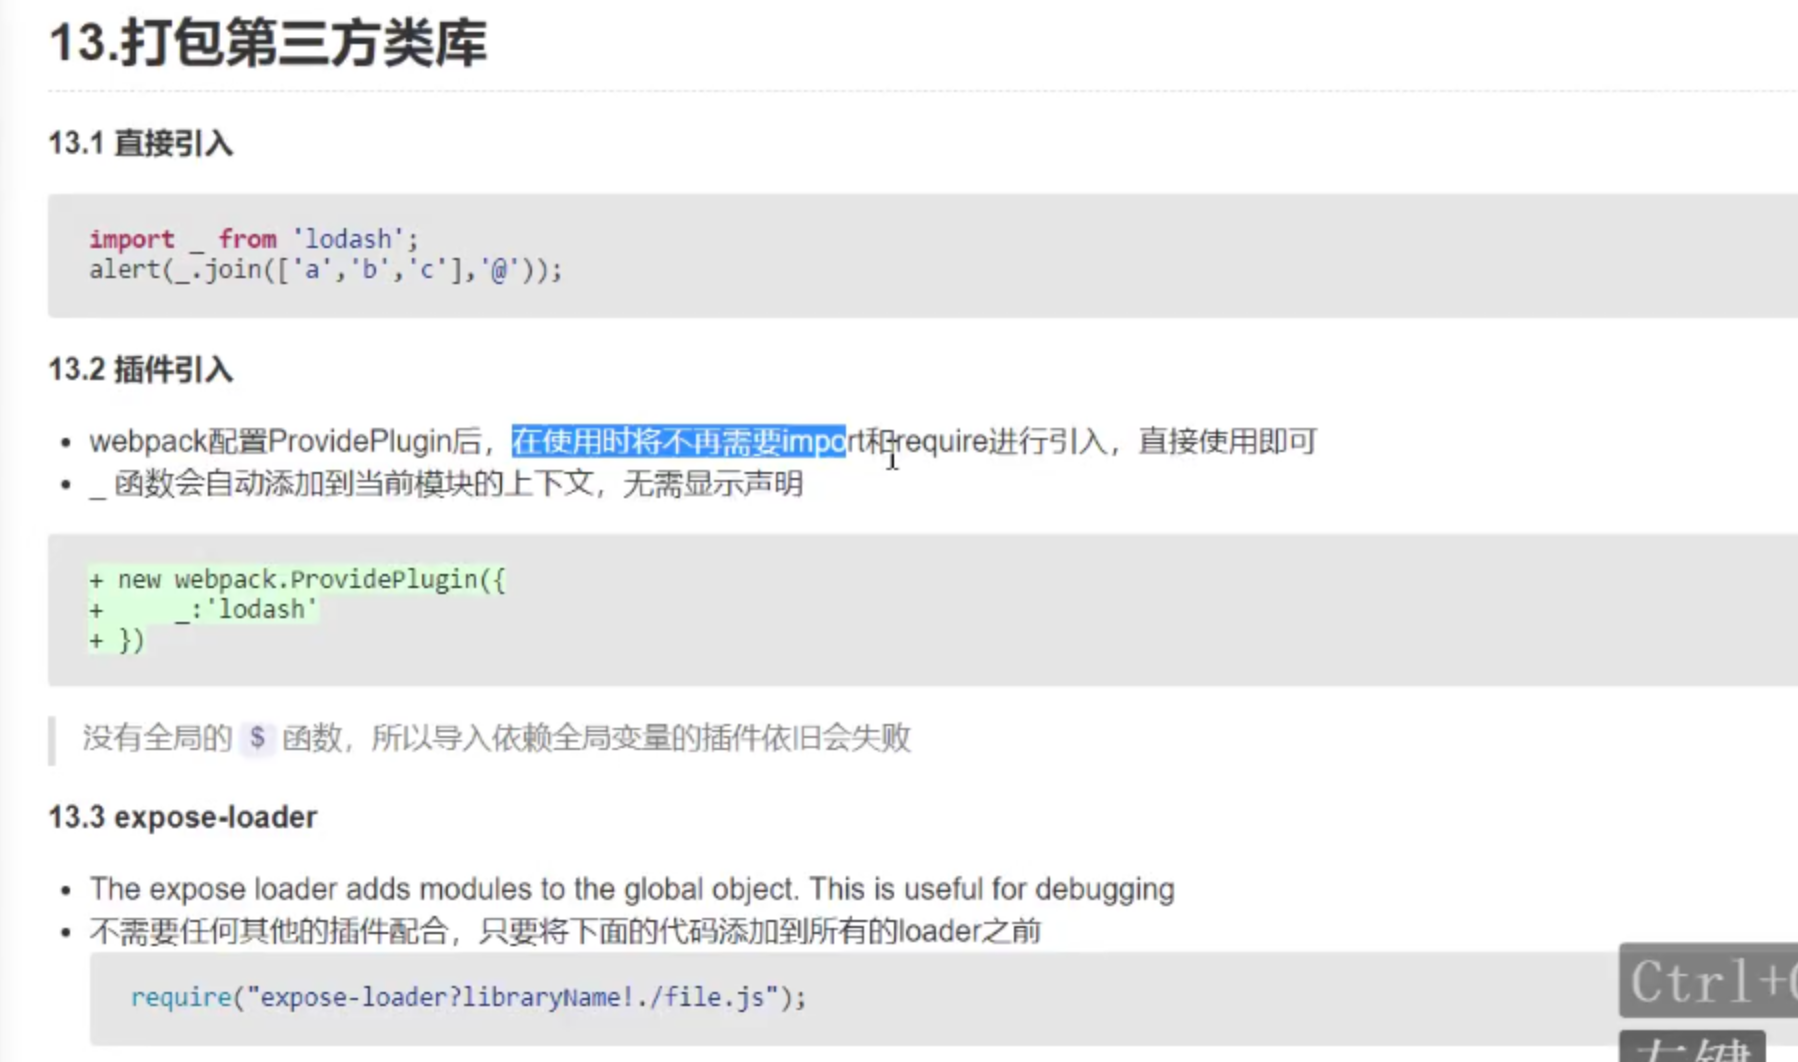 13.打包第三方类库
13.1 直接引入
import _ from 'lodash';
alert(_.join(['a','b','c'],'@'));
13.2 插件引入
webpack配置ProvidePlugin后，在使用时将不再需要import和require进行引入，直接使用即可
_ 函数会自动添加到当前模块的上下文，无需显示声明
+ new webpack.ProvidePlugin({
+     _:'lodash'
+ })
没有全局的 $ 函数，所以导入依赖全局变量的插件依旧会失败
13.3 expose-loader
The expose loader adds modules to the global object. This is useful for debugging
不需要任何其他的插件配合，只要将下面的代码添加到所有的loader之前
require("expose-loader?libraryName!./file.js");
Ctrl+
右键